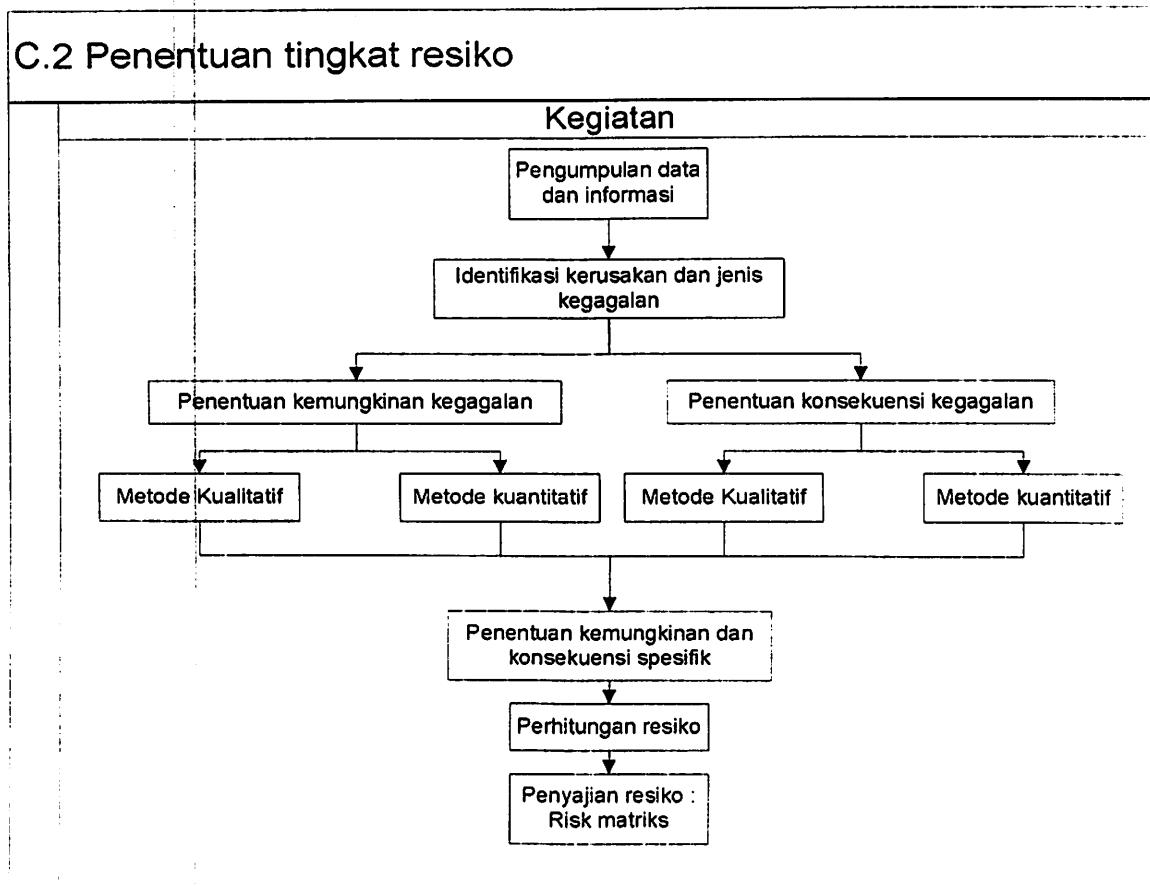 C.2 Penentuan tingkat resiko
Kegiatan
Pengumpulan data
dan informasi
Identifikasi kerusakan dan jenis
kegagalan
Penentuan kemungkinan kegagalan
Penentuan konsekuensi kegagalan
Metode Kualitatif
Metode kuantitatif
Metode Kualitatif
Metode kuantitatif
Penentuan kemungkinan dan
konsekuensi spesifik
Perhitungan resiko
Penyajian resiko :
Risk matriks